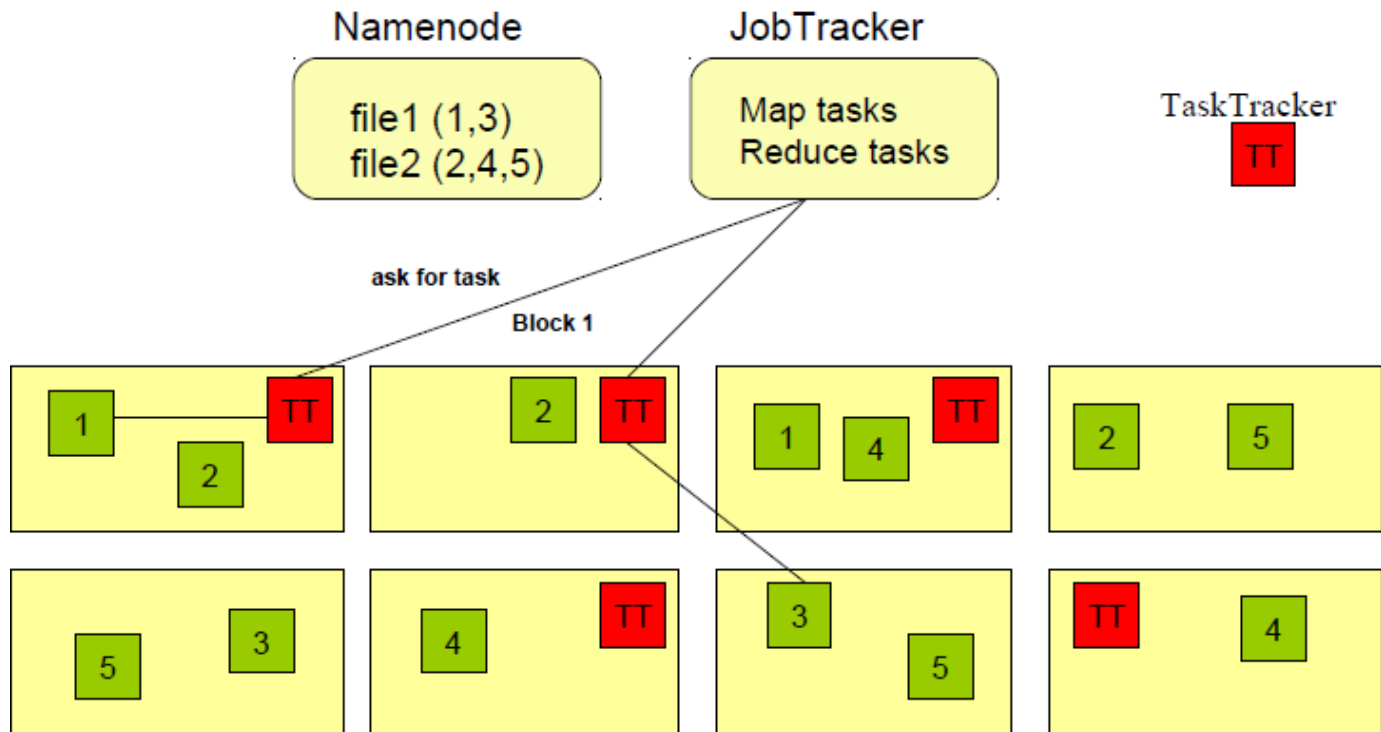 Namenode
JobTracker
file1 (1,3)
file2 (2,4,5)
Map tasks
Reduce tasks
TaskTracker
TT
ask for task
Block 1
1
2
TT
2
TT
1
4
TT
2
5
5
3
4
TT
3
5
TT
4